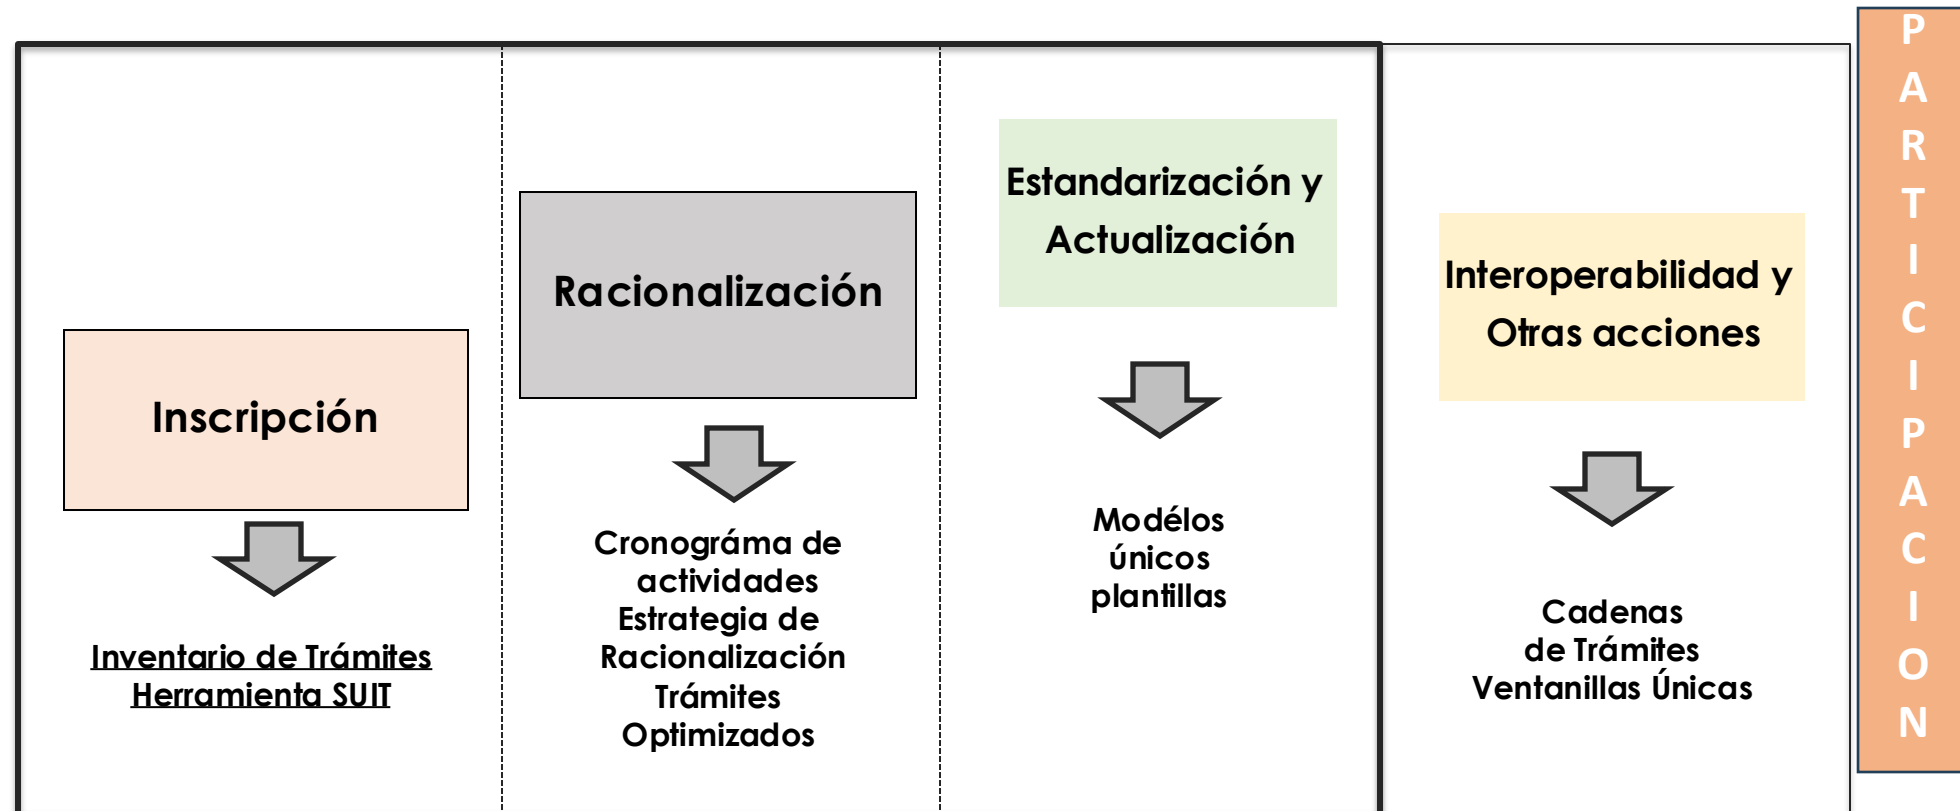 Inscripción
Inventario de Trámites
Herramienta SUIT
Racionalización
Cronográma de
actividades
Estrategia de
Racionalización
Trámites
Optimizados
Estandarización y
Actualización
Modélos
únicos
plantillas
Interoperabilidad y
Otras acciones
Cadenas
de Trámites
Ventanillas Únicas
P
A
R
T
I
C
I
P
A
C
I
O
N